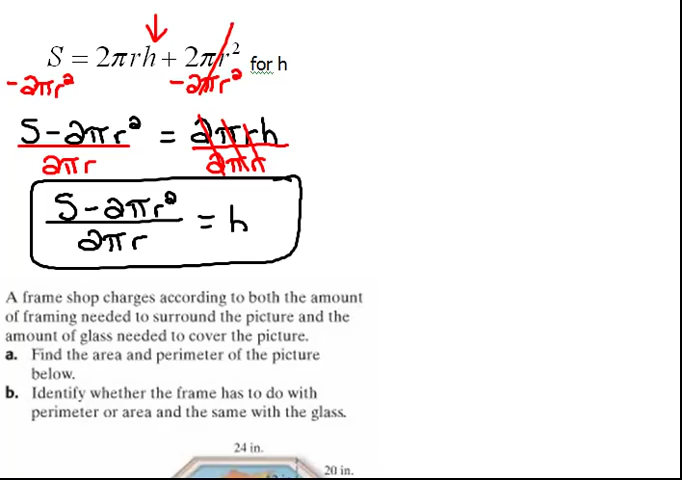 S = 2πrh + 2πr² for h
-2πr² -2πr²
S - 2πr² = 2πrh
2πr 2πr
S - 2πr² = h
2πr
A frame shop charges according to both the amount
of framing needed to surround the picture and the
amount of glass needed to cover the picture.
a. Find the area and perimeter of the picture
below.
b. Identify whether the frame has to do with
perimeter or area and the same with the glass.
24 in.
20 in.